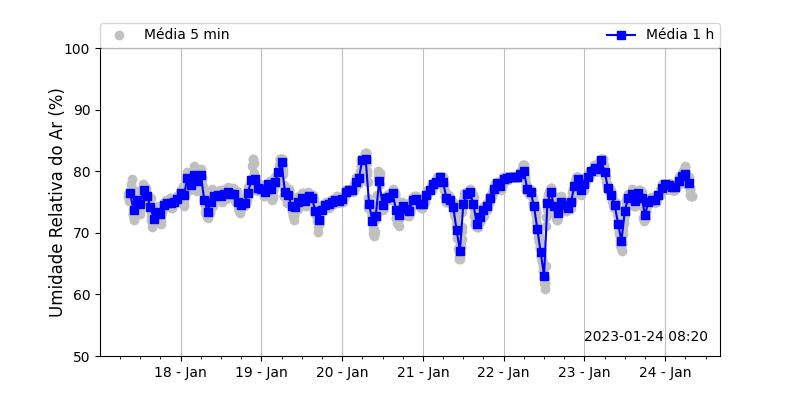 Média 5 min
Média 1 h
Umidade Relativa do Ar (%)
100
90
80
70
60
50
2023-01-24 08:20
18 - Jan
19 - Jan
20 - Jan
21 - Jan
22 - Jan
23 - Jan
24 - Jan